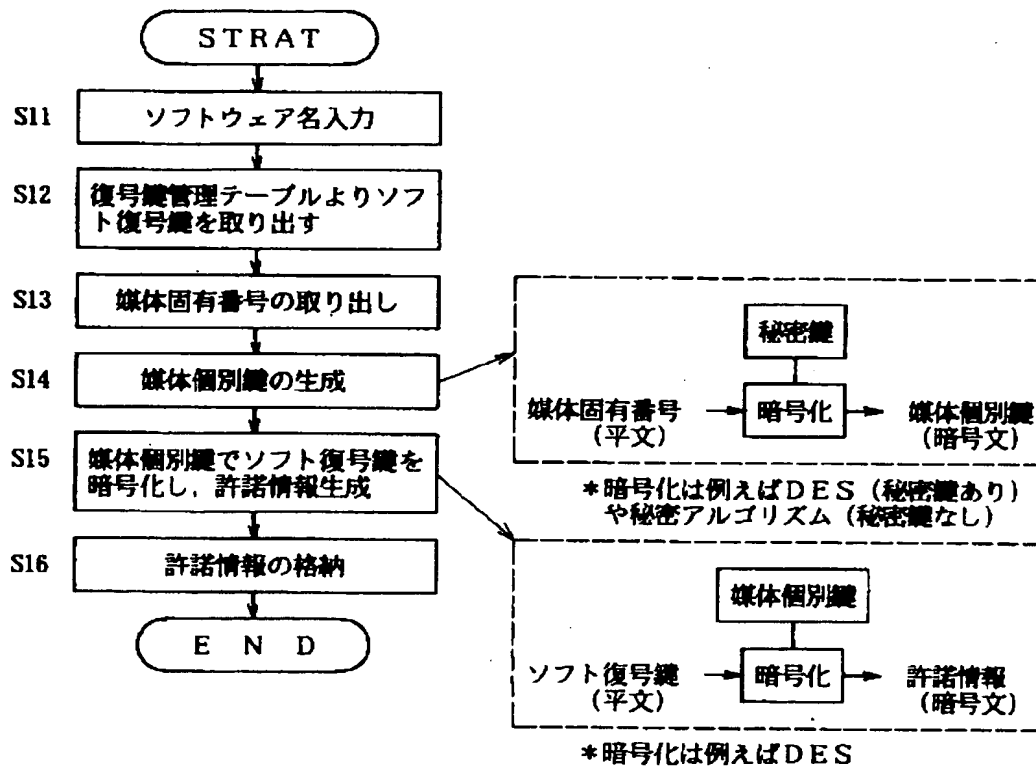 STRAT
S11
ソフトウェア名入力
S12
復号鍵管理テーブルよりソフ
ト復号鍵を取り出す
S13
媒体固有番号の取り出し
S14
媒体個別鍵の生成
S15
媒体個別鍵でソフト復号鍵を
暗号化し,許諾情報生成
S16
許諾情報の格納
END
秘密鍵
媒体固有番号
(平文)
暗号化
媒体個別鍵
(暗号文)
*暗号化は例えばDES(秘密鍵あり)
や秘密アルゴリズム(秘密鍵なし)
媒体個別鍵
ソフト復号鍵
(平文)
暗号化
許諾情報
(暗号文)
*暗号化は例えばDES